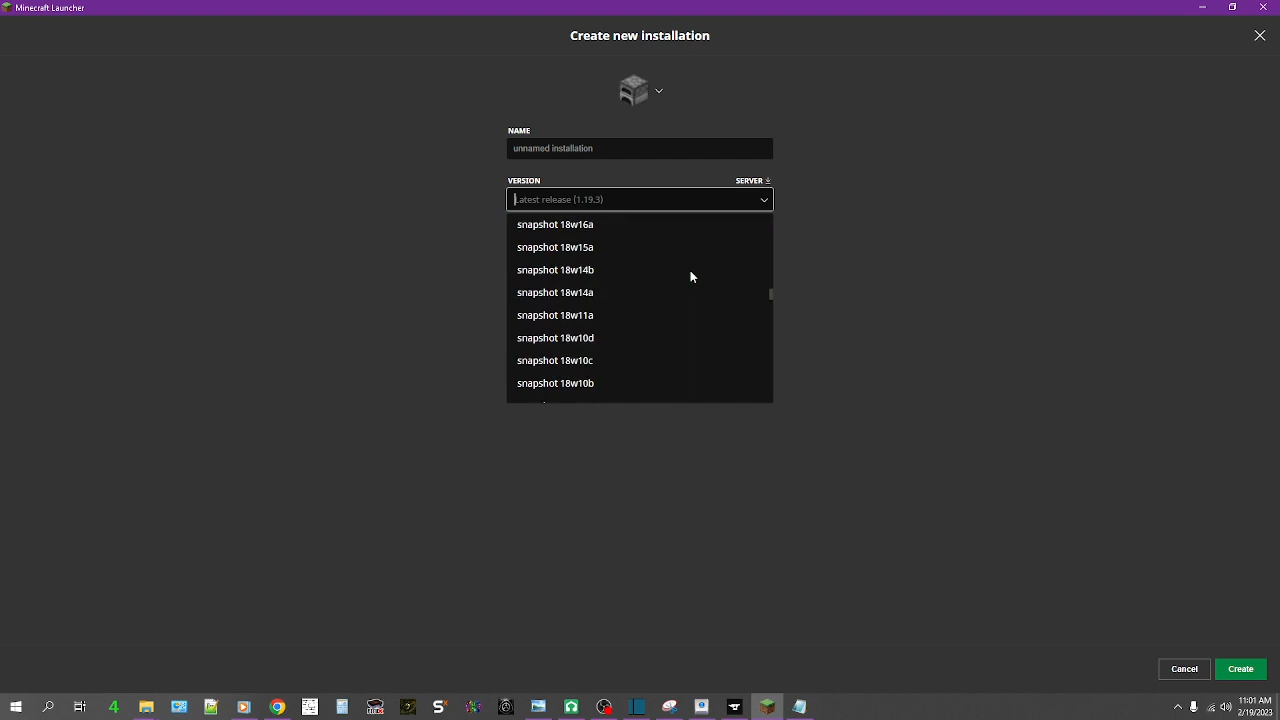 Minecraft Launcher
Create new installation
NAME
unnamed installation
VERSION
SERVER
Latest release (1.19.3)
snapshot 18w16a
snapshot 18w15a
snapshot 18w14b
snapshot 18w14a
snapshot 18w11a
snapshot 18w10d
snapshot 18w10c
snapshot 18w10b
Cancel
Create
4
11:01 AM
2/19/2023